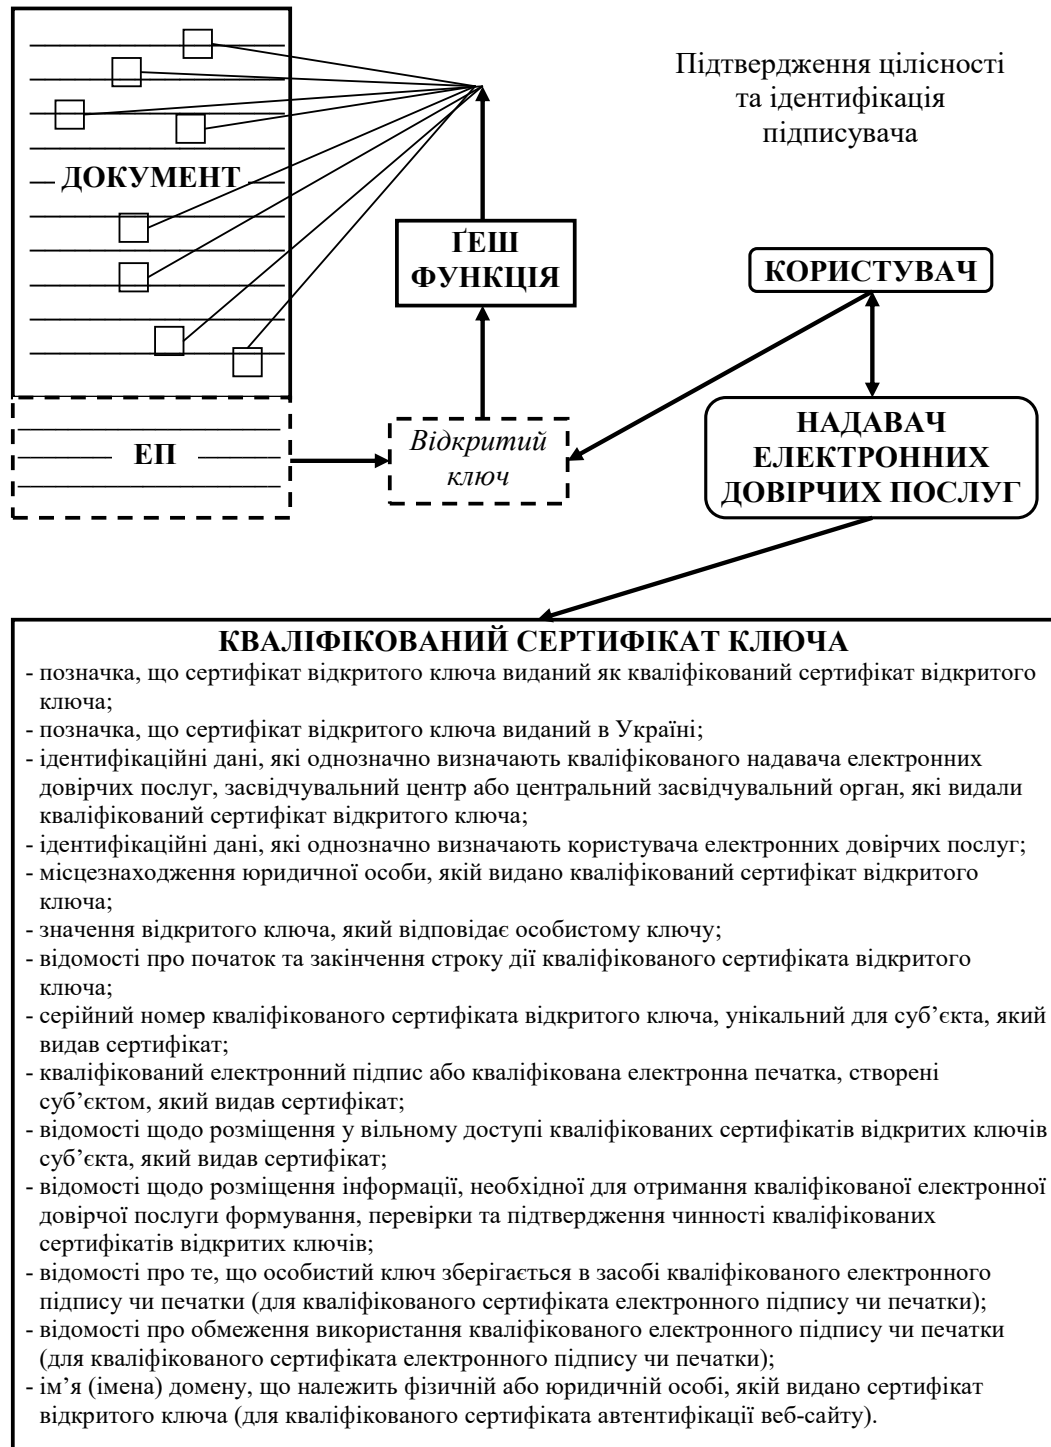 Підтвердження цілісності
та ідентифікація
підписувача
ДОКУМЕНТ
ҐЕШ
ФУНКЦІЯ
КОРИСТУВАЧ
ЕП
Відкритий
ключ
НАДАВАЧ
ЕЛЕКТРОННИХ
ДОВІРЧИХ ПОСЛУГ
КВАЛІФІКОВАНИЙ СЕРТИФІКАТ КЛЮЧА
- позначка, що сертифікат відкритого ключа виданий як кваліфікований сертифікат відкритого
ключа;
- позначка, що сертифікат відкритого ключа виданий в Україні;
- ідентифікаційні дані, які однозначно визначають кваліфікованого надавача електронних
довірчих послуг, засвідчувальний центр або центральний засвідчувальний орган, які видали
кваліфікований сертифікат відкритого ключа;
- ідентифікаційні дані, які однозначно визначають користувача електронних довірчих послуг;
- місцезнаходження юридичної особи, якій видано кваліфікований сертифікат відкритого
ключа;
- значення відкритого ключа, який відповідає особистому ключу;
- відомості про початок та закінчення строку дії кваліфікованого сертифіката відкритого
ключа;
- серійний номер кваліфікованого сертифіката відкритого ключа, унікальний для суб’єкта, який
видав сертифікат;
- кваліфікований електронний підпис або кваліфікована електронна печатка, створені
суб’єктом, який видав сертифікат;
- відомості щодо розміщення у вільному доступі кваліфікованих сертифікатів відкритих ключів
суб’єкта, який видав сертифікат;
- відомості щодо розміщення інформації, необхідної для отримання кваліфікованої електронної
довірчої послуги формування, перевірки та підтвердження чинності кваліфікованих
сертифікатів відкритих ключів;
- відомості про те, що особистий ключ зберігається в засобі кваліфікованого електронного
підпису чи печатки (для кваліфікованого сертифіката електронного підпису чи печатки);
- відомості про обмеження використання кваліфікованого електронного підпису чи печатки
(для кваліфікованого сертифіката електронного підпису чи печатки);
- ім’я (імена) домену, що належить фізичній або юридичній особі, якій видано сертифікат
відкритого ключа (для кваліфікованого сертифіката автентифікації веб-сайту).